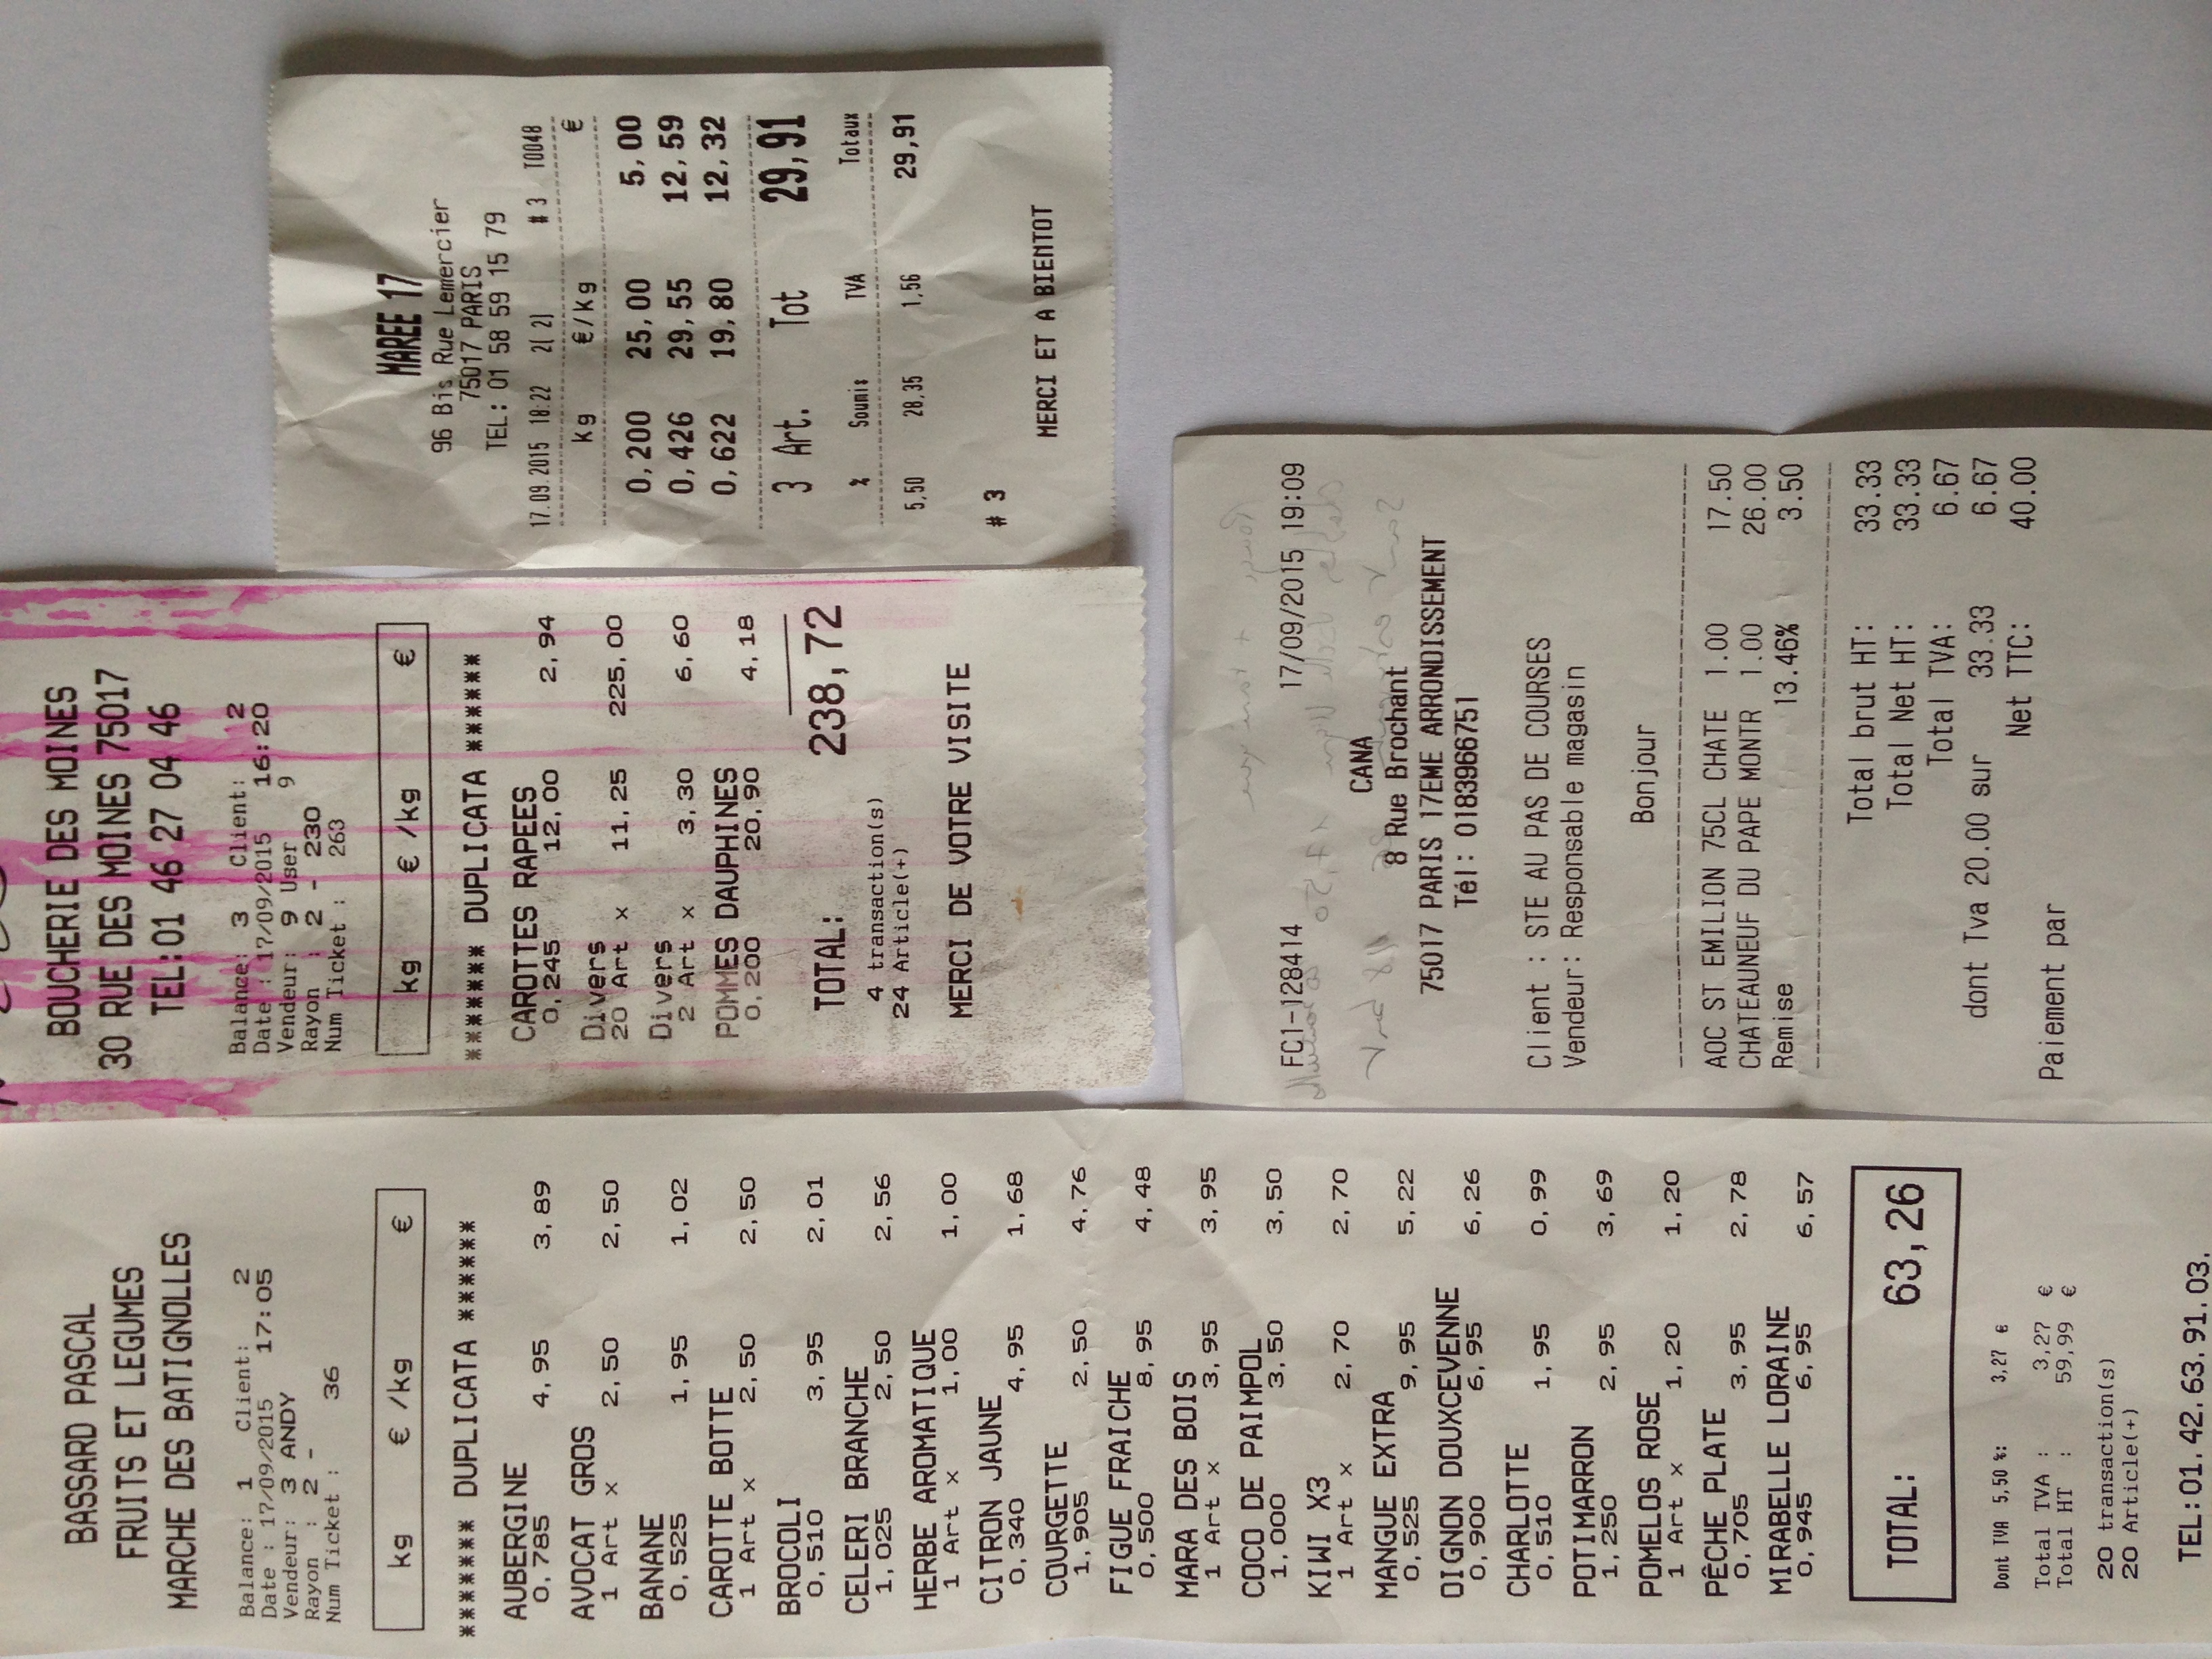 BASSARD PASCAL
FRUITS ET LEGUMES
MARCHE DES BATIGNOLLES
Balance: 1 Client: 2
Date : 17/09/2015 17:05
Vendeur: 3 ANDY
Rayon : 2 -
Num Ticket : 36
kg € /kg €
******* DUPLICATA ******
AUBERGINE
0,785 4,95 3,89
AVOCAT GROS
1 Art x 2,50 2,50
BANANE
0,525 1,95 1,02
CAROTTE BOTTE
1 Art x 2,50 2,50
BROCOLI
0,510 3,95 2,01
CELERI BRANCHE
1,025 2,50 2,56
HERBE AROMATIQUE
1 Art x 1,00 1,00
CITRON JAUNE
0,340 4,95 1,68
COURGETTE
1,905 2,50 4,76
FIGUE FRAICHE
0,500 8,95 4,48
MARA DES BOIS
1 Art x 3,95 3,95
COCO DE PAIMPOL
1,000 3,50 3,50
KIWI X3
1 Art x 2,70 2,70
MANGUE EXTRA
0,525 9,95 5,22
OIGNON DOUXCEVENNE
0,900 6,95 6,26
CHARLOTTE
0,510 1,95 0,99
POTIMARRON
1,250 2,95 3,69
POMELOS ROSE
1 Art x 1,20 1,20
PÊCHE PLATE
0,705 3,95 2,78
MIRABELLE LORAINE
0,945 6,95 6,57
TOTAL: 63,26
Dont TVA 5,50 %: 3,27 €
Total TVA : 3,27 €
Total HT : 59,99 €
20 transaction(s)
20 Article(+)
TEL:01.42.63.91.03.
BOUCHERIE DES MOINES
30 RUE DES MOINES 75017
TEL:01 46 27 04 46
Balance: 3 Client: 2
Date : 17/09/2015 16:20
Vendeur: 9 User 9
Rayon : 2 - 230
Num Ticket : 263
kg € /kg €
******* DUPLICATA ******
CAROTTES RAPEES
0,245 12,00 2,94
Divers
20 Art x 11,25 225,00
Divers
2 Art x 3,30 6,60
POMMES DAUPHINES
0,200 20,90 4,18
TOTAL: 238,72
4 transaction(s)
24 Article(+)
MERCI DE VOTRE VISITE
MAREE 17
96 Bis Rue Lemercier
75017 PARIS
TEL: 01 58 59 15 79
17.09.2015 18:22 2( 2) # 3 T0048
kg €/kg €
0,200 25,00 5,00
0,426 29,55 12,59
0,622 19,80 12,32
3 Art. Tot 29,91
% Soumis TVA Totaux
5,50 28,35 1,56 29,91
# 3
MERCI ET A BIENTOT
FC1-128414 17/09/2015 19:09
CANA
8 Rue Brochant
75017 PARIS 17EME ARRONDISSEMENT
Tél: 0183966751
Client : STE AU PAS DE COURSES
Vendeur: Responsable magasin
Bonjour
AOC ST EMILION 75CL CHATE 1.00 17.50
CHATEAUNEUF DU PAPE MONTR 1.00 26.00
Remise 13.46% 3.50
Total brut HT: 33.33
Total Net HT: 33.33
Total TVA: 6.67
dont Tva 20.00 sur 33.33 6.67
Net TTC: 40.00
Paiement par